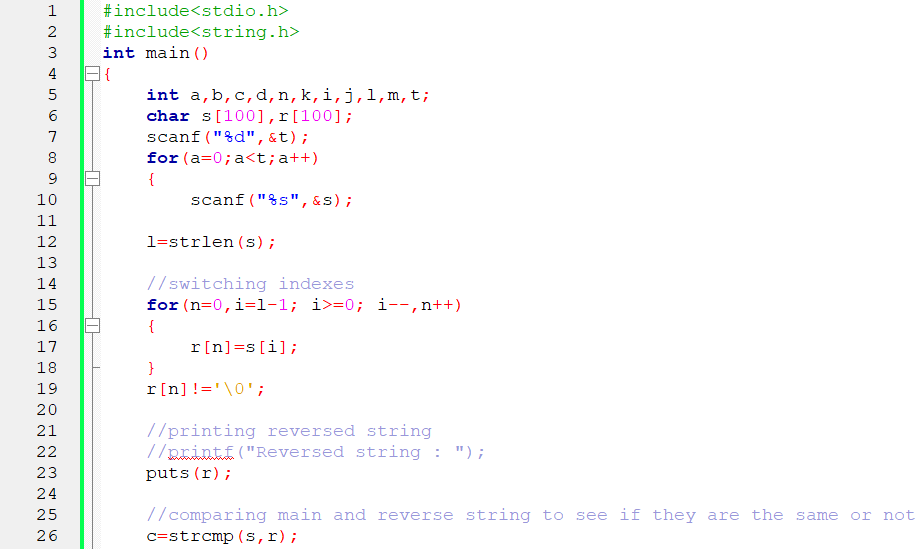 1 #include<stdio.h>
2 #include<string.h>
3 int main()
4 {
5 int a,b,c,d,n,k,i,j,l,m,t;
6 char s[100],r[100];
7 scanf("%d",&t);
8 for(a=0;a<t;a++)
9 {
10 scanf("%s",&s);
11
12 l=strlen(s);
13
14 //switching indexes
15 for(n=0,i=l-1; i>=0; i--,n++)
16 {
17 r[n]=s[i];
18 }
19 r[n]!='\0';
20
21 //printing reversed string
22 //printf("Reversed string : ");
23 puts(r);
24
25 //comparing main and reverse string to see if they are the same or not
26 c=strcmp(s,r);